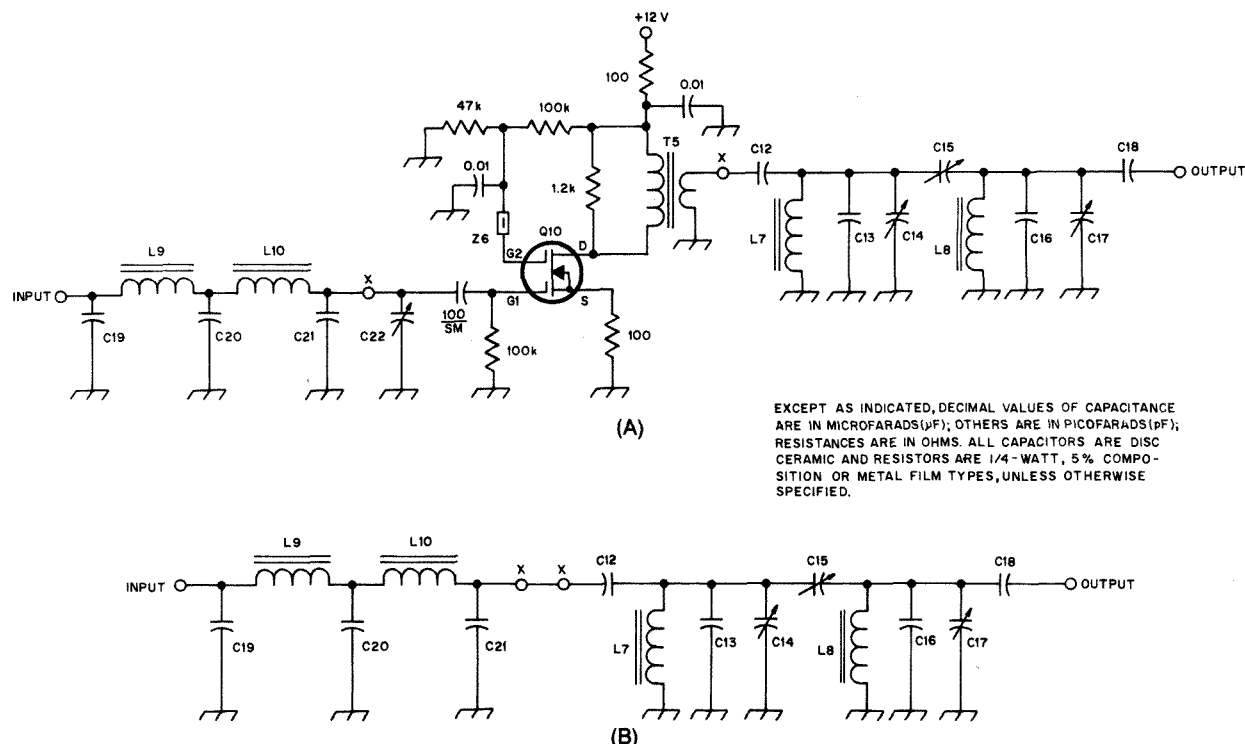 +12 V
100
0.01
47k
100k
T5
X
C12
C15
C18
OUTPUT
0.01
1.2k
L7
C13
C14
L8
C16
C17
Z6
Q10
G2
D
L9
L10
INPUT
X
G1
S
C19
C20
C21
C22
100
SM
100k
100
(A)
EXCEPT AS INDICATED, DECIMAL VALUES OF CAPACITANCE
ARE IN MICROFARADS (µF); OTHERS ARE IN PICOFARADS (pF);
RESISTANCES ARE IN OHMS. ALL CAPACITORS ARE DISC
CERAMIC AND RESISTORS ARE 1/4-WATT, 5% COMPO-
SITION OR METAL FILM TYPES, UNLESS OTHERWISE
SPECIFIED.
L9
L10
INPUT
X
X
C12
C15
C18
OUTPUT
C19
C20
C21
L7
C13
C14
L8
C16
C17
(B)